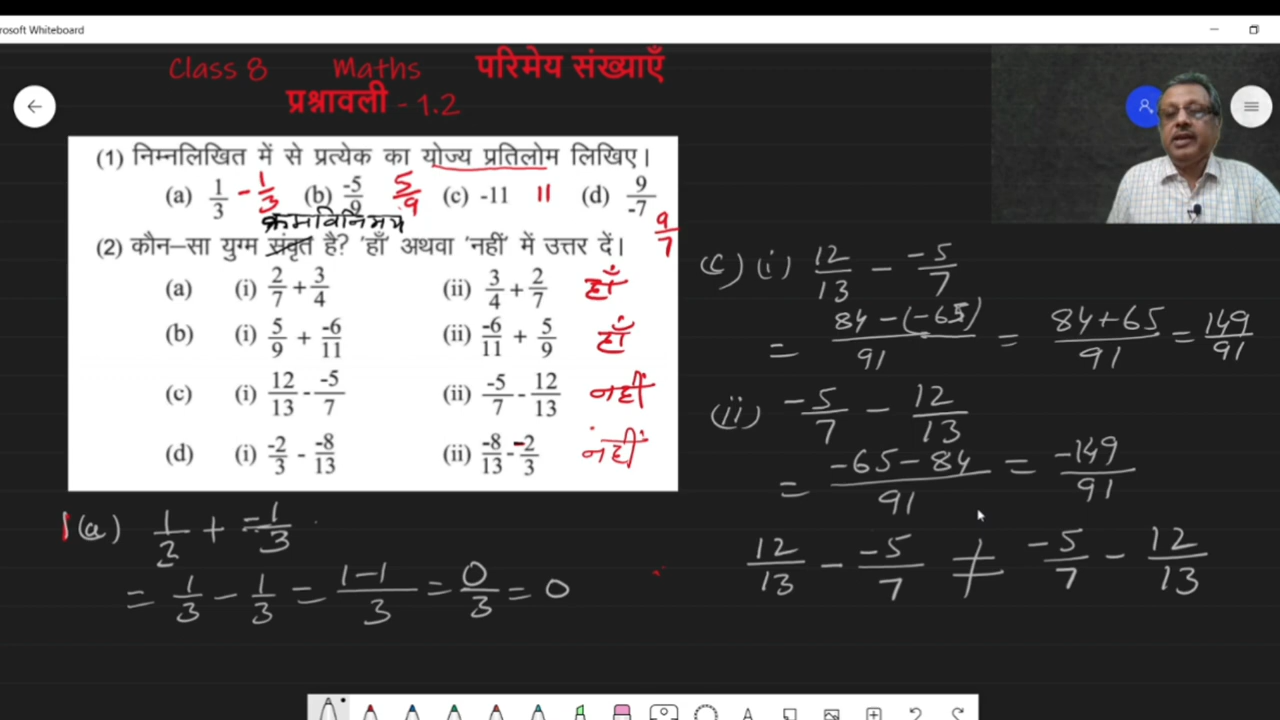 rosoft Whiteboard
Class 8 Maths परिमेय संख्याएँ
प्रश्नावली - 1.2
(1) निम्नलिखित में से प्रत्येक का योज्य प्रतिलोम लिखिए।
(a) 1/3 -1/3 (b) -5/9 5/9 (c) -11 11 (d) 9/-7 9/7
क्रमविनिमय
(2) कौन-सा युग्म संवृत है? 'हाँ' अथवा 'नहीं' में उत्तर दें।
(a) (i) 2/7 + 3/4 (ii) 3/4 + 2/7 हाँ
(b) (i) 5/9 + -6/11 (ii) -6/11 + 5/9 हाँ
(c) (i) 12/13 - -5/7 (ii) -5/7 - 12/13 नहीं
(d) (i) -2/3 - -8/13 (ii) -8/13 - -2/3 नहीं
1(a) 1/2 + -1/3
= 1/3 - 1/3 = 1-1/3 = 0/3 = 0
(c) (i) 12/13 - -5/7
= 84-(-65)/91 = 84+65/91 = 149/91
(ii) -5/7 - 12/13
= -65-84/91 = -149/91
12/13 - -5/7 ≠ -5/7 - 12/13